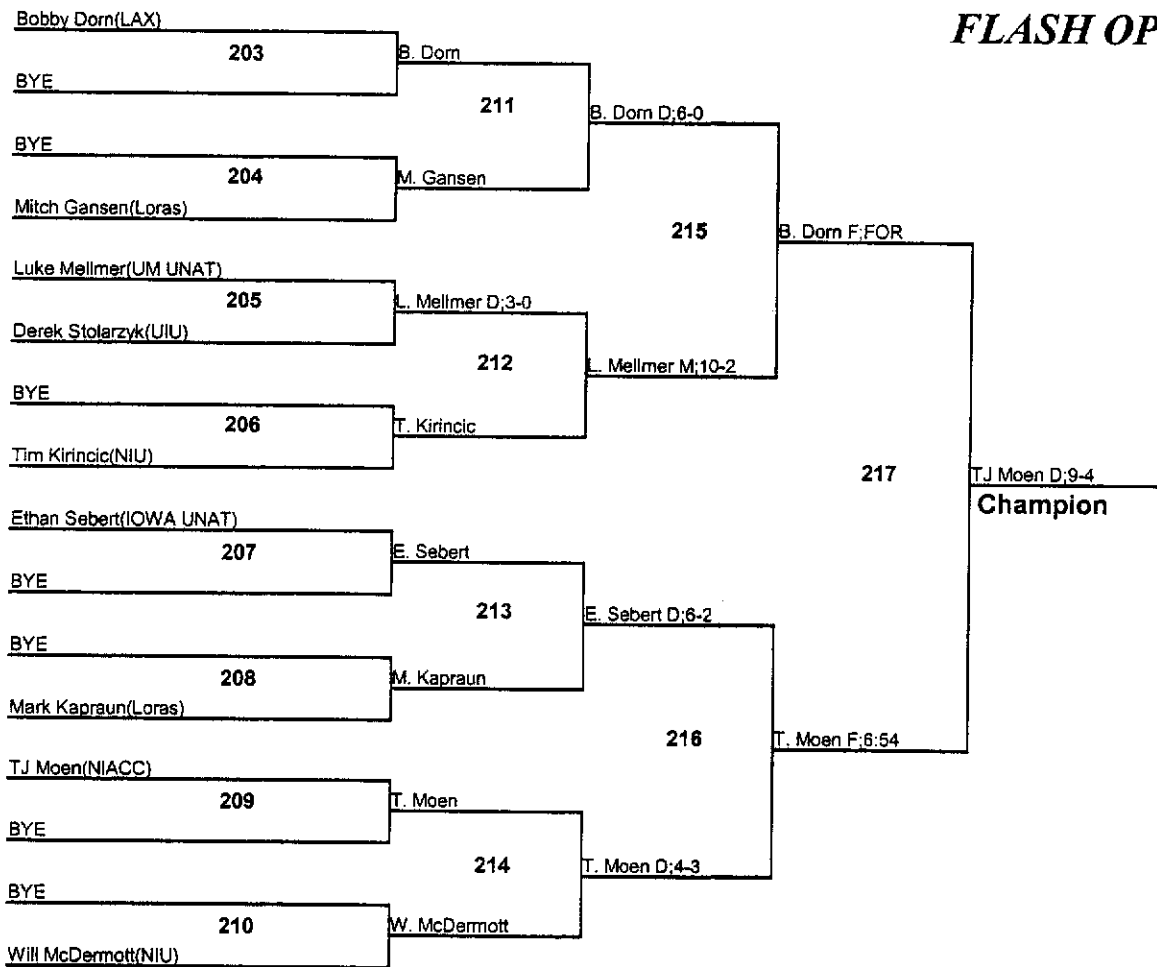 Bobby Dorn(LAX)
FLASH OP
203
B. Dorn
BYE
211
B. Dorn D;6-0
BYE
204
M. Gansen
Mitch Gansen(Loras)
215
B. Dorn F;FOR
Luke Mellmer(UM UNAT)
205
L. Mellmer D;3-0
Derek Stolarzyk(UIU)
212
L. Mellmer M;10-2
BYE
206
T. Kirincic
Tim Kirincic(NIU)
217
TJ Moen D;9-4
Champion
Ethan Sebert(IOWA UNAT)
207
E. Sebert
BYE
213
E. Sebert D;6-2
BYE
208
M. Kapraun
Mark Kapraun(Loras)
216
T. Moen F;6:54
TJ Moen(NIACC)
209
T. Moen
BYE
214
T. Moen D;4-3
BYE
210
W. McDermott
Will McDermott(NIU)